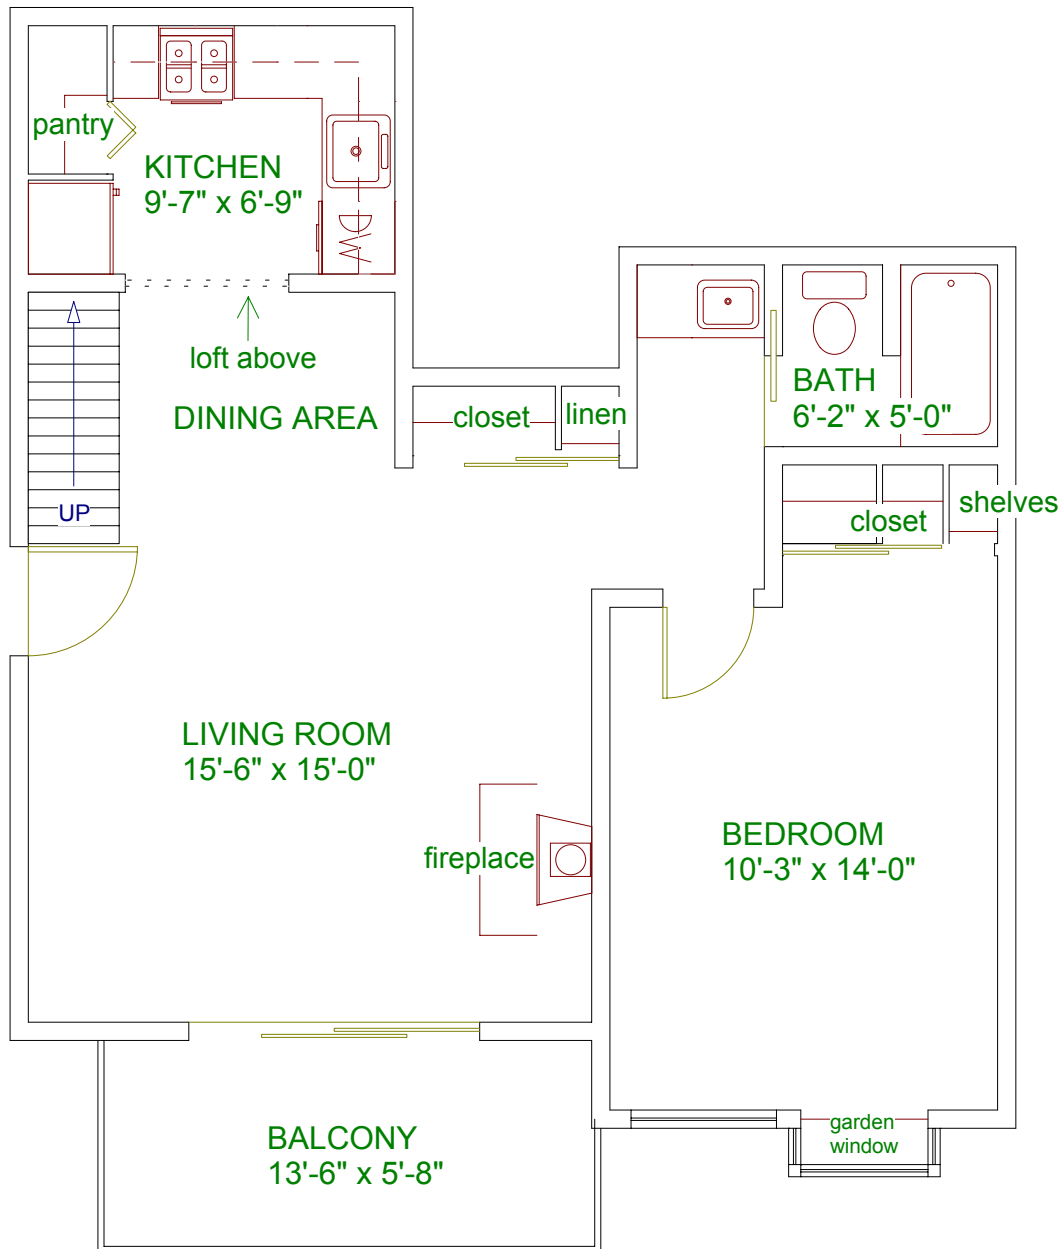 pantry
KITCHEN
9'-7" x 6'-9"
DW
loft above
DINING AREA
closet
linen
BATH
6'-2" x 5'-0"
UP
closet
shelves
LIVING ROOM
15'-6" x 15'-0"
fireplace
BEDROOM
10'-3" x 14'-0"
garden
window
BALCONY
13'-6" x 5'-8"